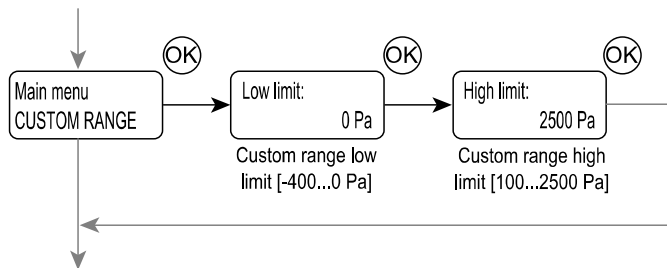 OK
OK
OK
Main menu
CUSTOM RANGE
Low limit:
0 Pa
High limit:
2500 Pa
Custom range low
limit [-400...0 Pa]
Custom range high
limit [100...2500 Pa]